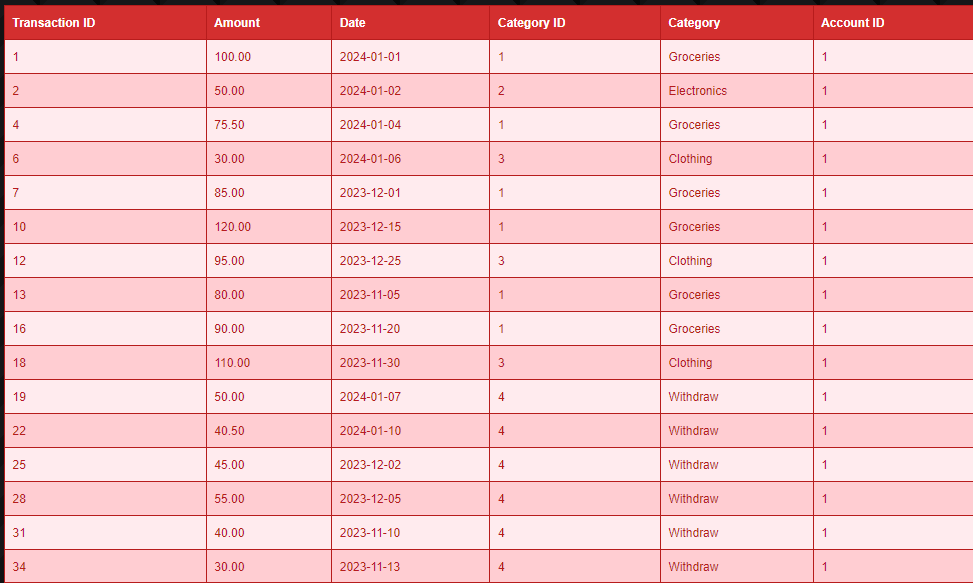 Transaction ID Amount Date Category ID Category Account ID
1 100.00 2024-01-01 1 Groceries 1
2 50.00 2024-01-02 2 Electronics 1
4 75.50 2024-01-04 1 Groceries 1
6 30.00 2024-01-06 3 Clothing 1
7 85.00 2023-12-01 1 Groceries 1
10 120.00 2023-12-15 1 Groceries 1
12 95.00 2023-12-25 3 Clothing 1
13 80.00 2023-11-05 1 Groceries 1
16 90.00 2023-11-20 1 Groceries 1
18 110.00 2023-11-30 3 Clothing 1
19 50.00 2024-01-07 4 Withdraw 1
22 40.50 2024-01-10 4 Withdraw 1
25 45.00 2023-12-02 4 Withdraw 1
28 55.00 2023-12-05 4 Withdraw 1
31 40.00 2023-11-10 4 Withdraw 1
34 30.00 2023-11-13 4 Withdraw 1